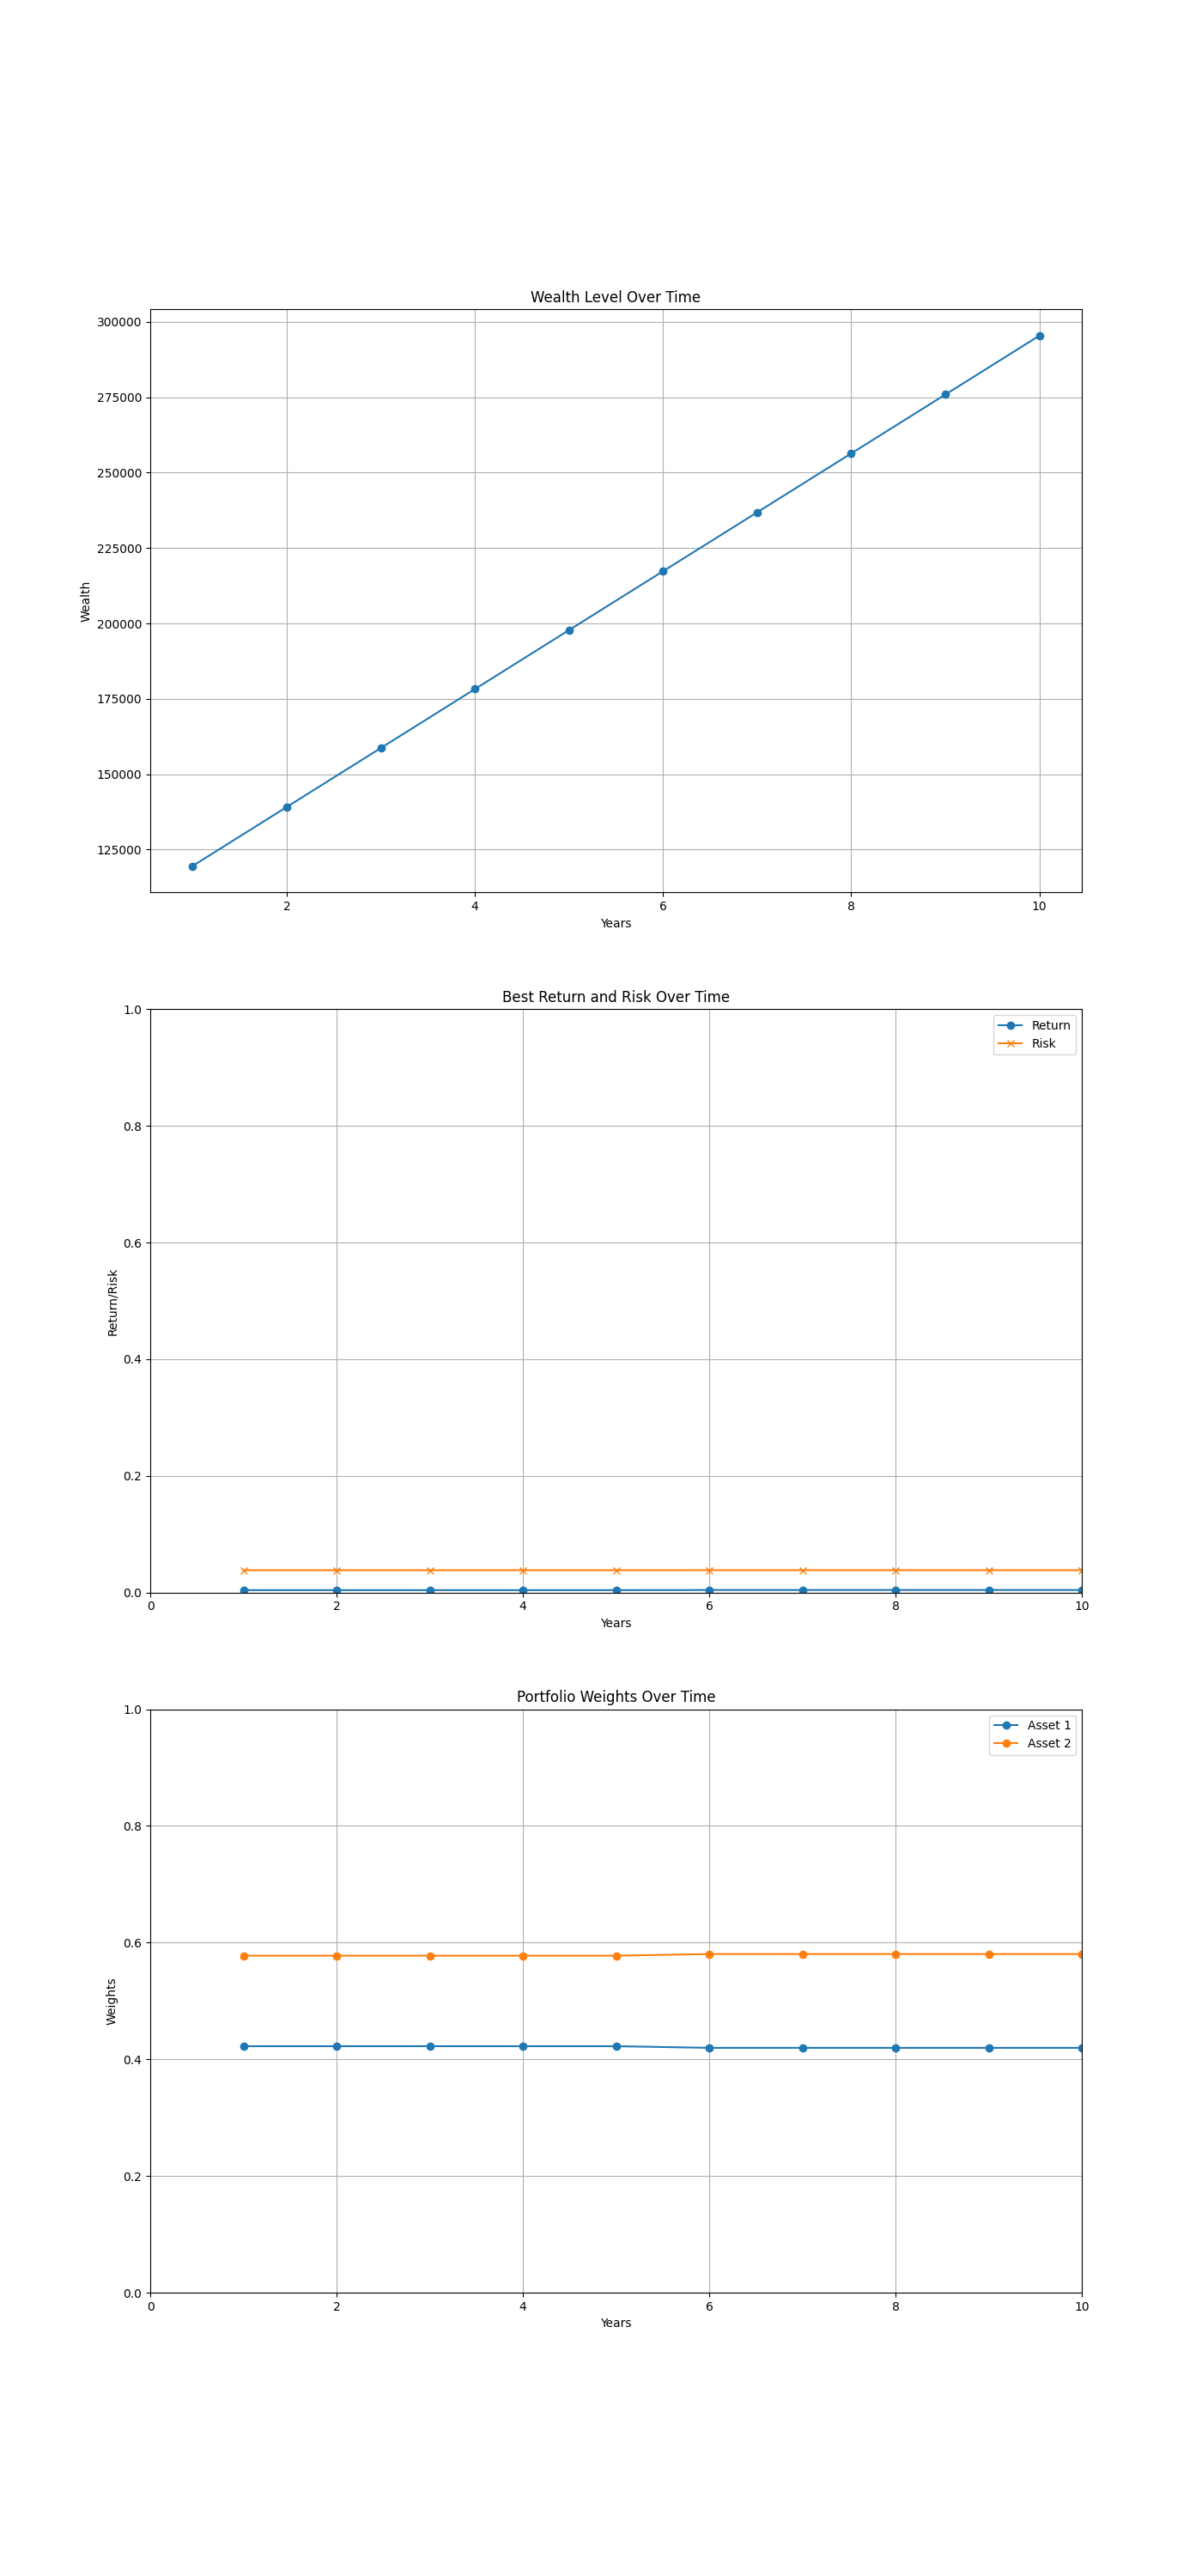 Wealth Level Over Time
300000
275000
250000
225000
200000
175000
150000
125000
Wealth
2 4 6 8 10
Years
Best Return and Risk Over Time
Return
Risk
1.0
0.8
0.6
0.4
0.2
0.0
Return/Risk
0 2 4 6 8 10
Years
Portfolio Weights Over Time
Asset 1
Asset 2
1.0
0.8
0.6
0.4
0.2
0.0
Weights
0 2 4 6 8 10
Years